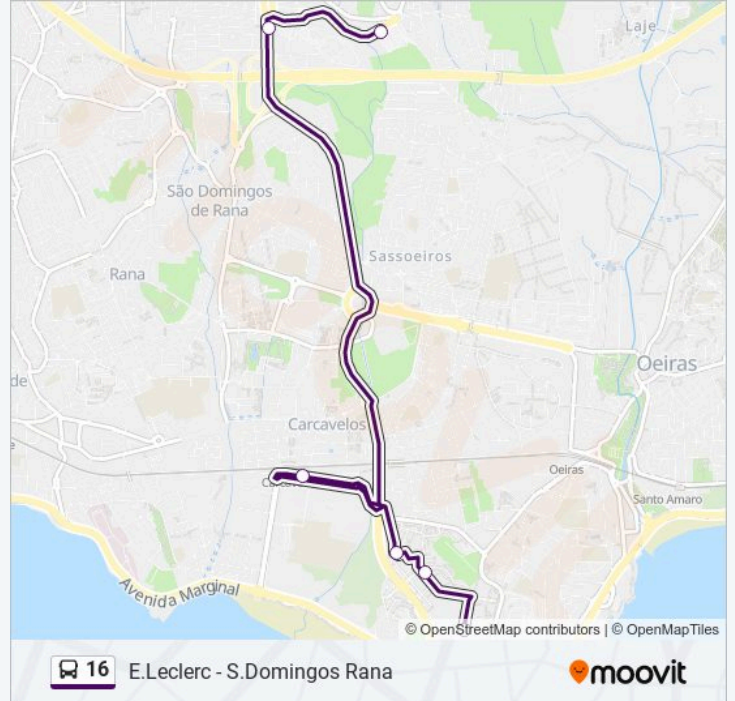 Laje
São Domingos
de Rana
Sassoeiros
Rana
Oeiras
de
Carcavelos
e
Oeiras
Santo Amaro
Avenida Marginal
© OpenStreetMap contributors | © OpenMapTiles
16 E.Leclerc - S.Domingos Rana
moovit